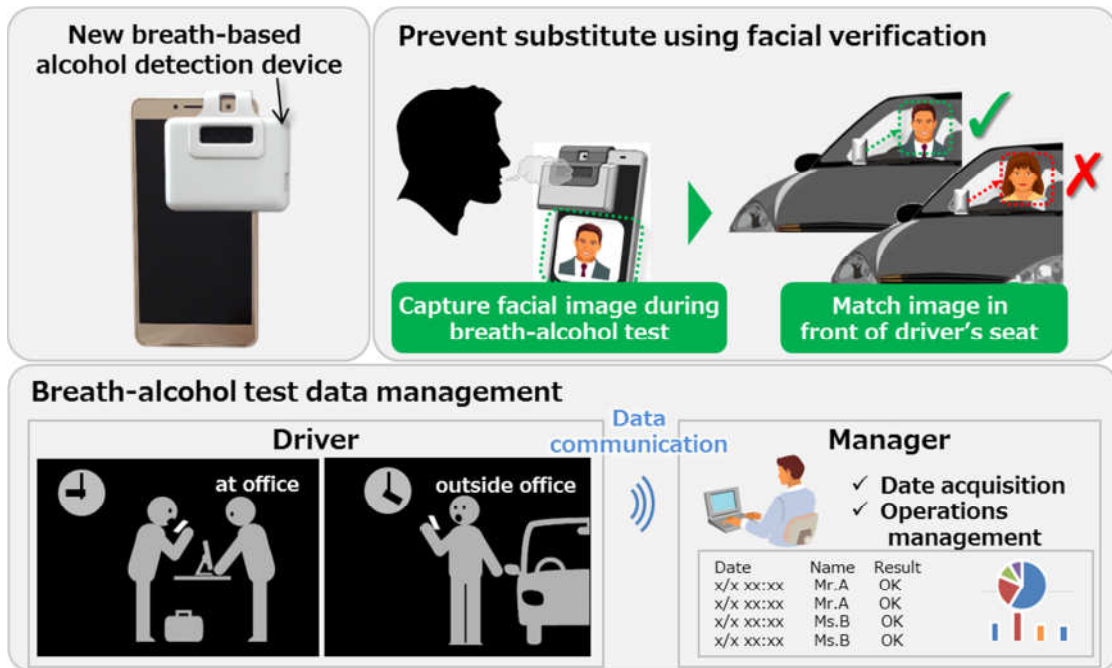 New breath-based
alcohol detection device
Prevent substitute using facial verification
Capture facial image during
breath-alcohol test
Match image in
front of driver's seat
Breath-alcohol test data management
Driver
at office
outside office
Data
communication
Manager
✓ Date acquisition
✓ Operations
management
Date Name Result
x/x xx:xx Mr.A OK
x/x xx:xx Mr.A OK
x/x xx:xx Ms.B OK
x/x xx:xx Ms.B OK